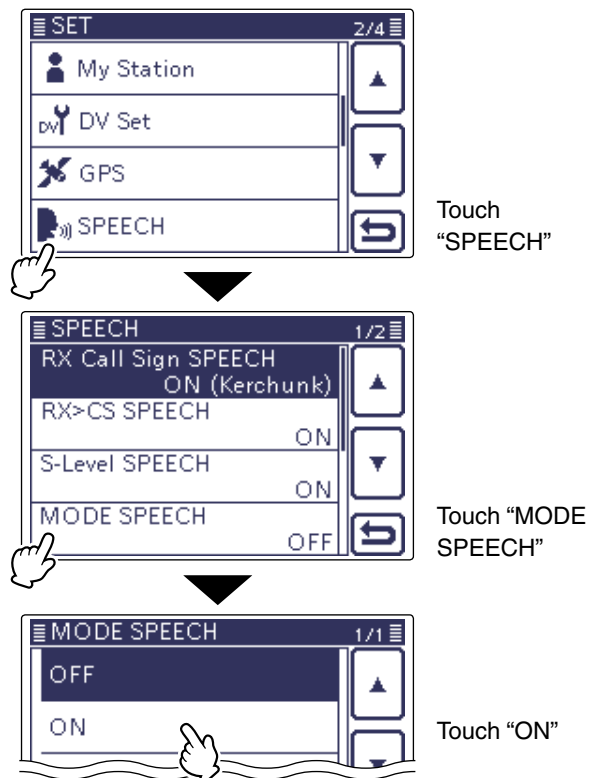 SET 2/4
My Station
DV DV Set
GPS
SPEECH
Touch
“SPEECH”
SPEECH 1/2
RX Call Sign SPEECH
ON (Kerchunk)
RX>CS SPEECH
ON
S-Level SPEECH
ON
MODE SPEECH
OFF
Touch “MODE
SPEECH”
MODE SPEECH 1/1
OFF
ON
Touch “ON”